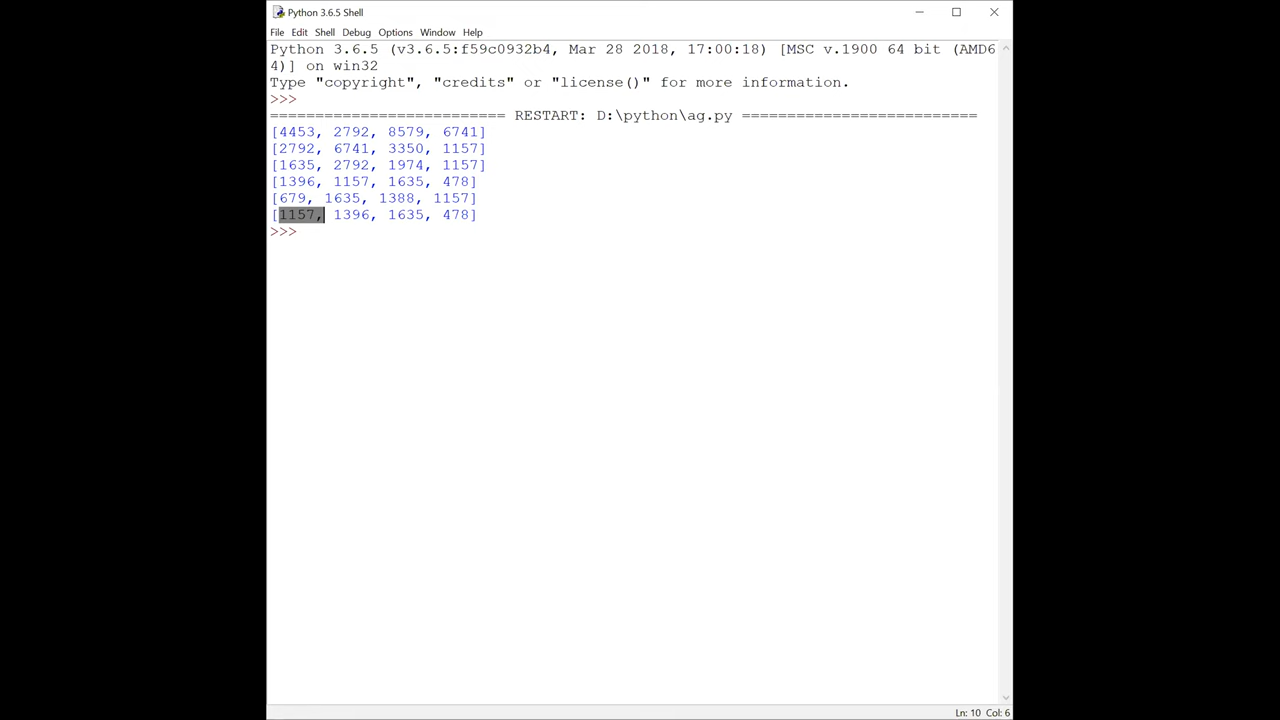 Python 3.6.5 Shell
File Edit Shell Debug Options Window Help
Python 3.6.5 (v3.6.5:f59c0932b4, Mar 28 2018, 17:00:18) [MSC v.1900 64 bit (AMD6
4)] on win32
Type "copyright", "credits" or "license()" for more information.
>>>
========================== RESTART: D:\python\ag.py ==========================
[4453, 2792, 8579, 6741]
[2792, 6741, 3350, 1157]
[1635, 2792, 1974, 1157]
[1396, 1157, 1635, 478]
[679, 1635, 1388, 1157]
[1157, 1396, 1635, 478]
>>>
Ln: 10 Col: 6